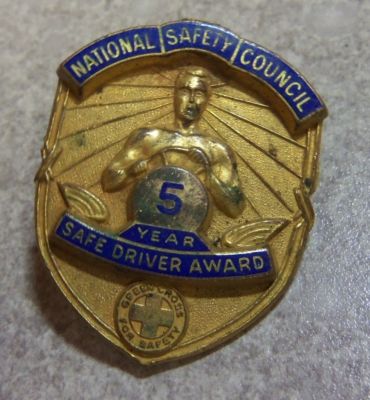 NATIONAL SAFETY COUNCIL
5
YEAR
SAFE DRIVER AWARD
GREEN CROSS
FOR SAFETY